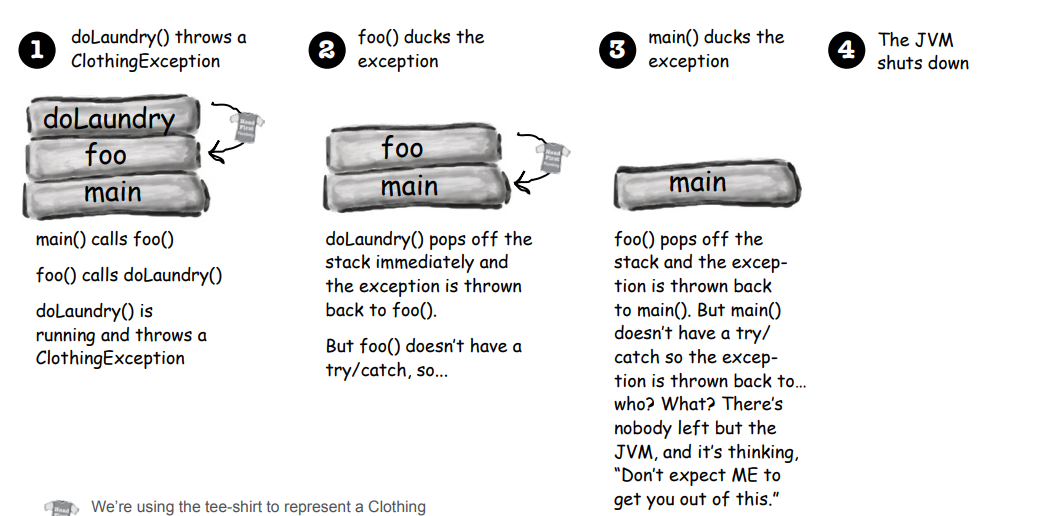 1
doLaundry() throws a
ClothingException
doLaundry
foo
main
main() calls foo()
foo() calls doLaundry()
doLaundry() is
running and throws a
ClothingException
2
foo() ducks the
exception
foo
main
doLaundry() pops off the
stack immediately and
the exception is thrown
back to foo().
But foo() doesn't have a
try/catch, so...
3
main() ducks the
exception
main
foo() pops off the
stack and the excep-
tion is thrown back
to main(). But main()
doesn't have a try/
catch so the excep-
tion is thrown back to...
who? What? There's
nobody left but the
JVM, and it's thinking,
"Don't expect ME to
get you out of this."
4
The JVM
shuts down
We're using the tee-shirt to represent a Clothing